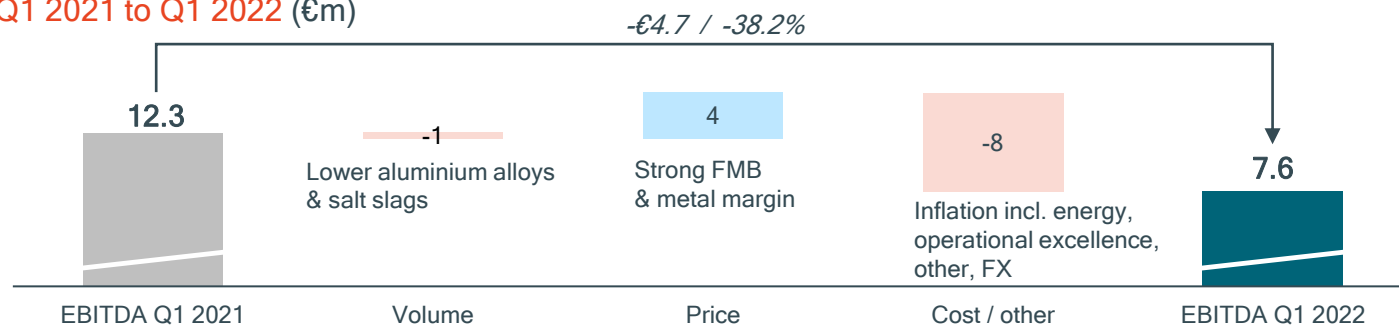 Q1 2021 to Q1 2022 (€m)
-€4.7 / -38.2%
12.3
-1
Lower aluminium alloys
& salt slags
4
Strong FMB
& metal margin
-8
Inflation incl. energy,
operational excellence,
other, FX
7.6
EBITDA Q1 2021
Volume
Price
Cost / other
EBITDA Q1 2022